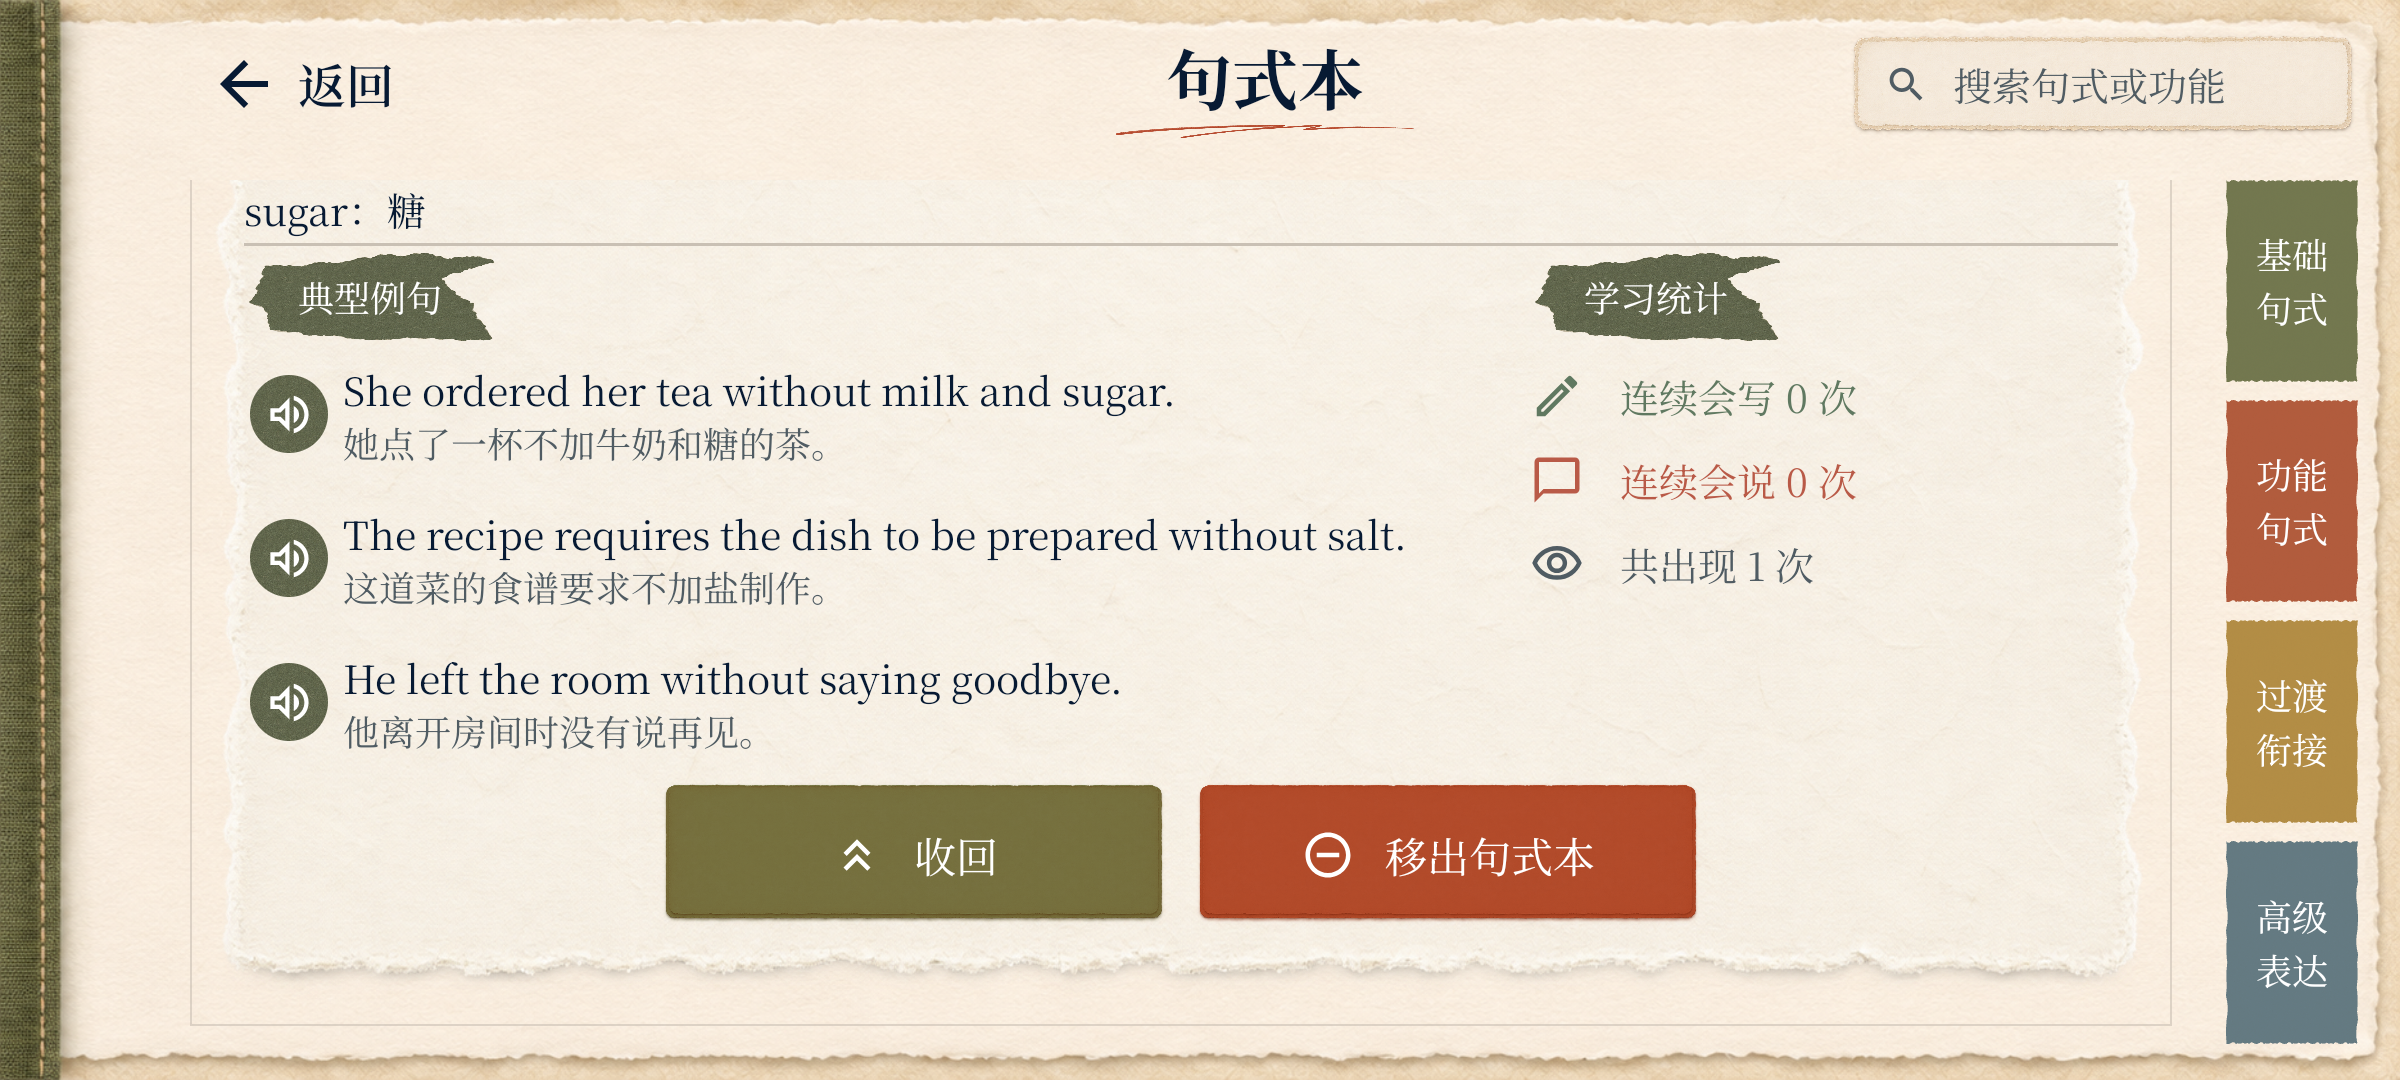 返回
句式本
搜索句式或功能
sugar：糖
典型例句
She ordered her tea without milk and sugar.
她点了一杯不加牛奶和糖的茶。
The recipe requires the dish to be prepared without salt.
这道菜的食谱要求不加盐制作。
He left the room without saying goodbye.
他离开房间时没有说再见。
学习统计
连续会写 0 次
连续会说 0 次
共出现 1 次
收回
移出句式本
基础
句式
功能
句式
过渡
衔接
高级
表达